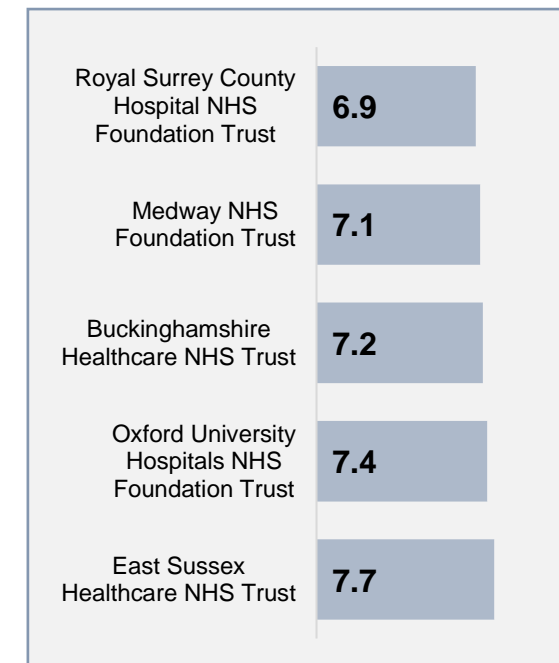 Royal Surrey County
Hospital NHS
Foundation Trust
6.9
Medway NHS
Foundation Trust
7.1
Buckinghamshire
Healthcare NHS Trust
7.2
Oxford University
Hospitals NHS
Foundation Trust
7.4
East Sussex
Healthcare NHS Trust
7.7